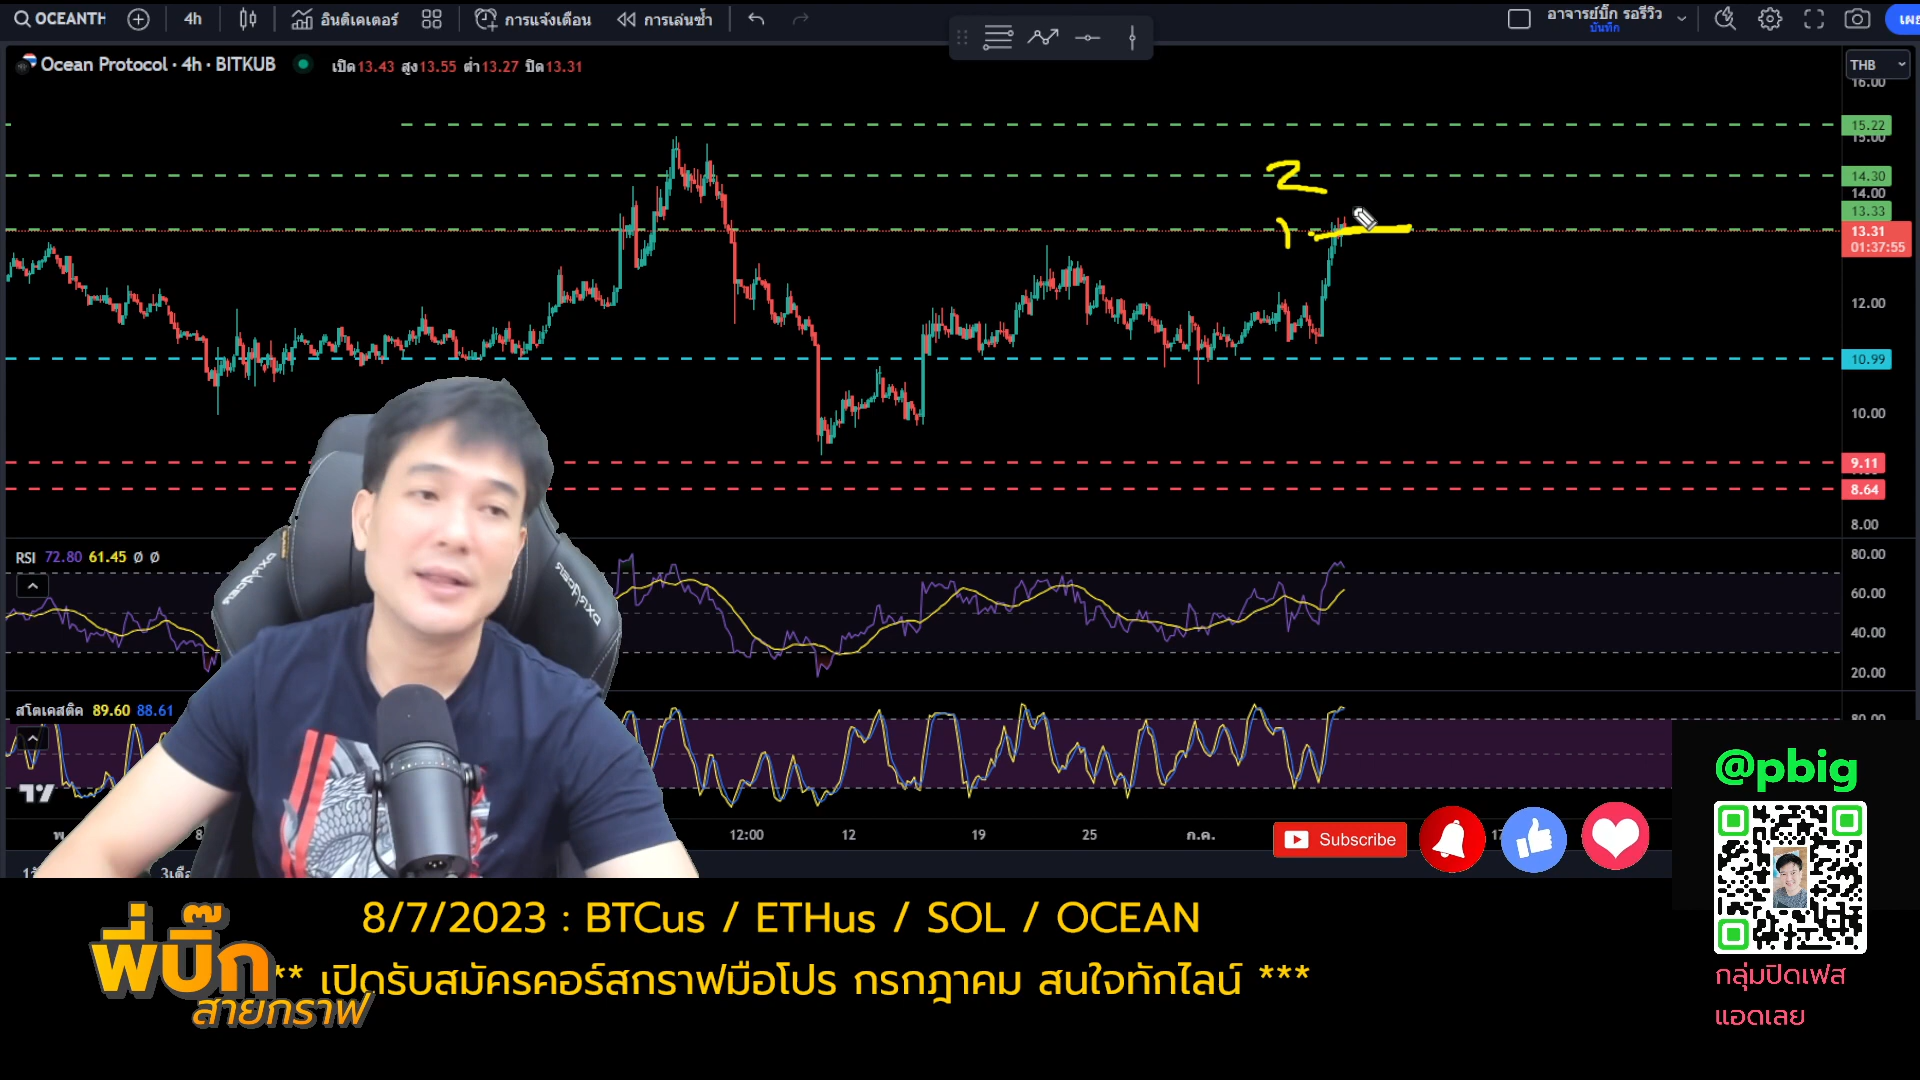 OCEANTH
4h
อินดิเคเตอร์
การแจ้งเตือน
การเล่นซ้ำ
อาจารย์บิ๊ก รอรีวิว
บันทึก
Ocean Protocol · 4h · BITKUB
เปิด13.43 สูง13.55 ต่ำ13.27 ปิด13.31
THB
16.00
15.22
15.00
14.30
14.00
13.33
13.31
01:37:55
12.00
10.99
10.00
9.11
8.64
8.00
2
1
RSI 72.80 61.45 Ø Ø
80.00
60.00
40.00
20.00
สโตแคสติค 89.60 88.61
80.00
12:00
12
19
25
ก.ค.
17
Subscribe
@pbig
กลุ่มปิดเฟส
แอดเลย
8/7/2023 : BTCus / ETHus / SOL / OCEAN
พี่บิ๊ก
สายกราฟ
** เปิดรับสมัครคอร์สกราฟมือโปร กรกฎาคม สนใจทักไลน์ ***